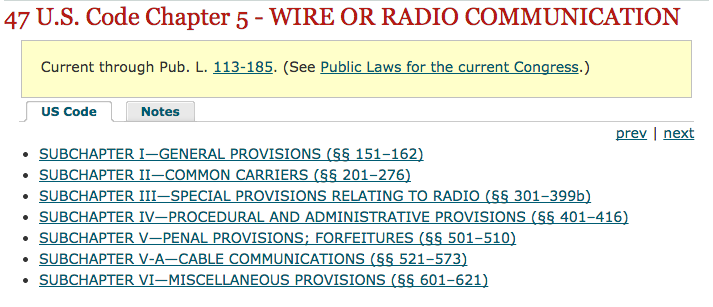 47 U.S. Code Chapter 5 - WIRE OR RADIO COMMUNICATION
Current through Pub. L. 113-185. (See Public Laws for the current Congress.)
US Code Notes
prev | next
• SUBCHAPTER I—GENERAL PROVISIONS (§§ 151–162)
• SUBCHAPTER II—COMMON CARRIERS (§§ 201–276)
• SUBCHAPTER III—SPECIAL PROVISIONS RELATING TO RADIO (§§ 301–399b)
• SUBCHAPTER IV—PROCEDURAL AND ADMINISTRATIVE PROVISIONS (§§ 401–416)
• SUBCHAPTER V—PENAL PROVISIONS; FORFEITURES (§§ 501–510)
• SUBCHAPTER V-A—CABLE COMMUNICATIONS (§§ 521–573)
• SUBCHAPTER VI—MISCELLANEOUS PROVISIONS (§§ 601–621)